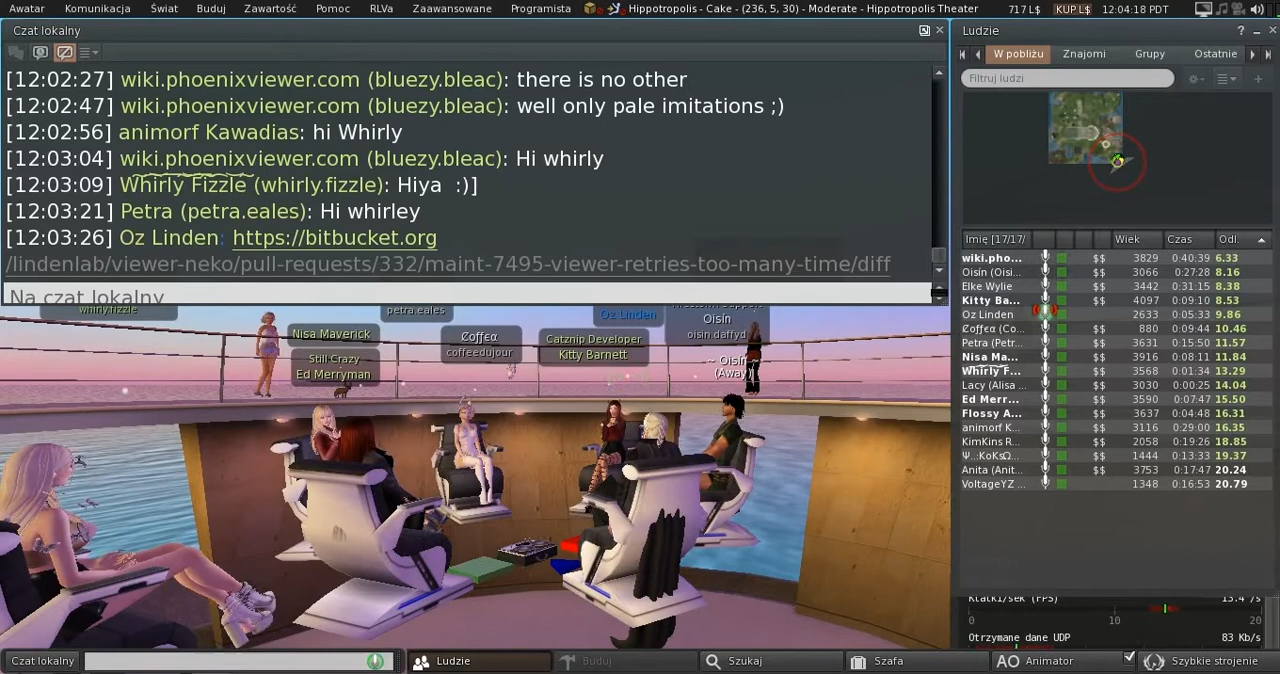 Awatar Komunikacja Świat Buduj Zawartość Pomoc RLVa Zaawansowane Programista Hippotropolis - Cake - (236, 5, 30) - Moderate - Hippotropolis Theater 717 L$ KUP L$ 12:04:18 PDT
Czat lokalny
[12:02:27] wiki.phoenixviewer.com (bluezy.bleac): there is no other
[12:02:47] wiki.phoenixviewer.com (bluezy.bleac): well only pale imitations ;)
[12:02:56] animorf Kawadias: hi Whirly
[12:03:04] wiki.phoenixviewer.com (bluezy.bleac): Hi whirly
[12:03:09] Whirly Fizzle (whirly.fizzle): Hiya :)]
[12:03:21] Petra (petra.eales): Hi whirley
[12:03:26] Oz Linden: https://bitbucket.org
/lindenlab/viewer-neko/pull-requests/332/maint-7495-viewer-retries-too-many-time/diff
Na czat lokalny
whirly.fizzle
petra.eales
Oz Linden
Oisín
oisin.daffyd
Nisa Maverick
Still Crazy
Ed Merryman
coffeedujour
Catznip Developer
Kitty Barnett
~ Oisín ~
(Away)
Ludzie ?
W pobliżu Znajomi Grupy Ostatnie
Filtruj ludzi
Imię [17/17/ Wiek Czas Odl.
wiki.pho... $$ 3829 0:40:39 6.33
Oisín (Oisi... $$ 3066 0:27:28 8.16
Elke Wylie $$ 3442 0:31:15 8.38
Kitty Ba... $$ 4097 0:09:10 8.53
Oz Linden 2633 0:05:33 9.86
(Co... $$ 880 0:09:44 10.46
Petra (Petr... $$ 3631 0:15:50 11.57
Nisa Ma... $$ 3916 0:08:11 11.84
Whirly F... $$ 3568 0:01:34 13.29
Lacy (Alisa ... $$ 3030 0:00:25 14.04
Ed Merr... $$ 3590 0:07:47 15.50
Flossy A... $$ 3637 0:04:48 16.31
animorf K... $$ 3116 0:29:00 16.35
KimKins R... $$ 2058 0:19:26 18.85
$$ 1444 0:13:33 19.37
Anita (Anit... $$ 3753 0:17:47 20.24
VoltageYZ ... 1348 0:16:53 20.79
Klatki/sek (FPS) 13.4 /s
0 10 20
Otrzymane dane UDP 83 Kb/s
Czat lokalny Ludzie Buduj Szukaj Szafa AO Animator Szybkie strojenie